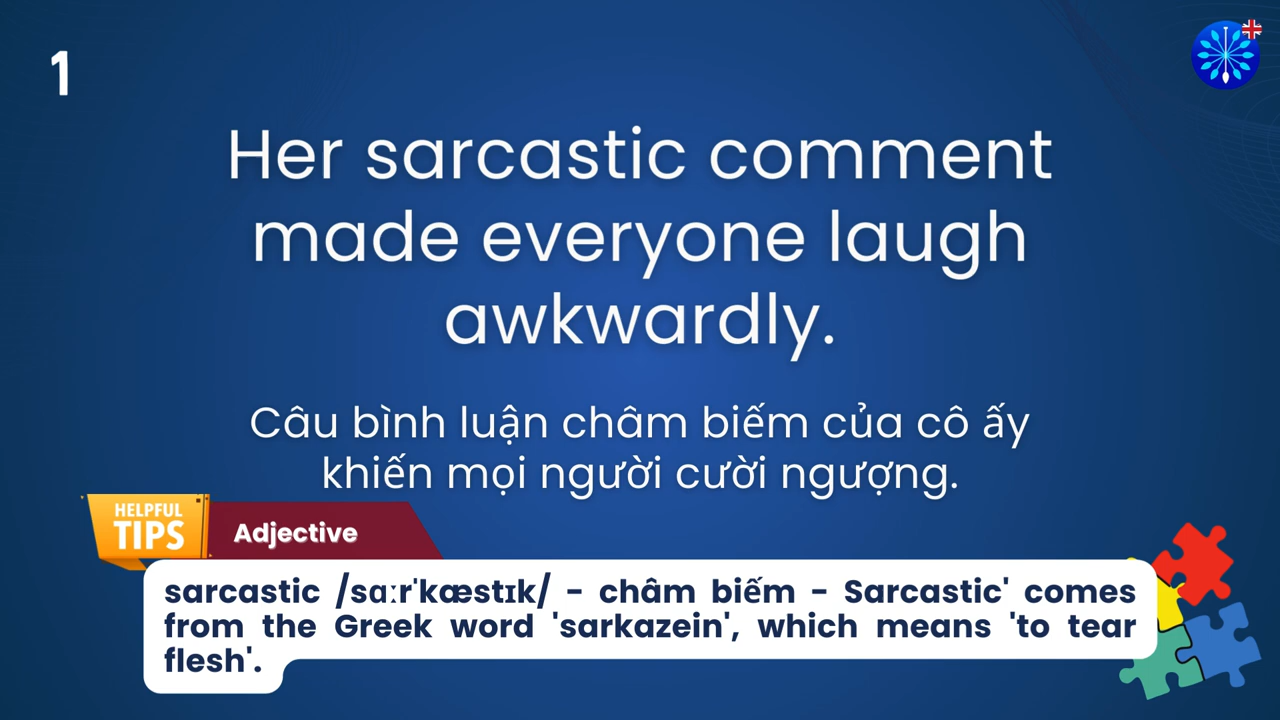 1
Her sarcastic comment
made everyone laugh
awkwardly.
Câu bình luận châm biếm của cô ấy
khiến mọi người cười ngượng.
HELPFUL
TIPS
Adjective
sarcastic /sɑːrˈkæstɪk/ - châm biếm - Sarcastic' comes
from the Greek word 'sarkazein', which means 'to tear
flesh'.